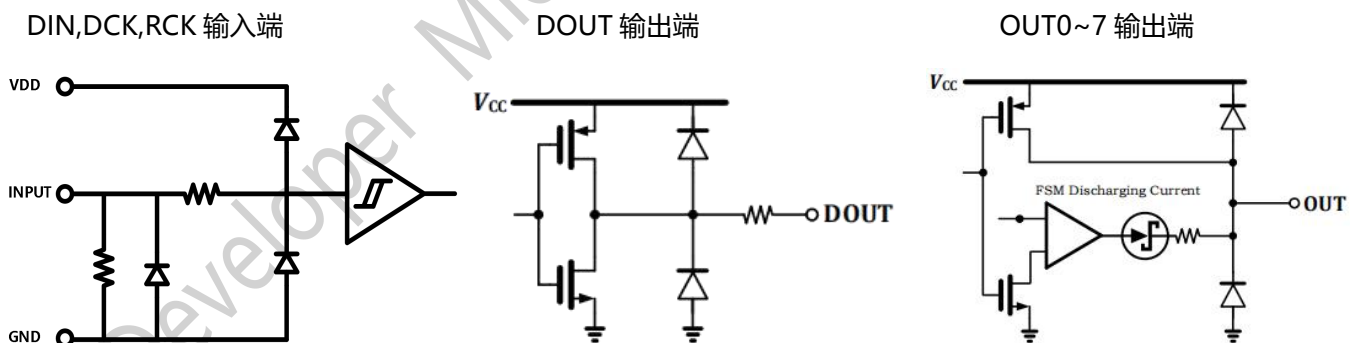 DIN,DCK,RCK 输入端
DOUT 输出端
OUT0~7 输出端
VDD
INPUT
GND
VCC
DOUT
VCC
FSM Discharging Current
OUT
Developer